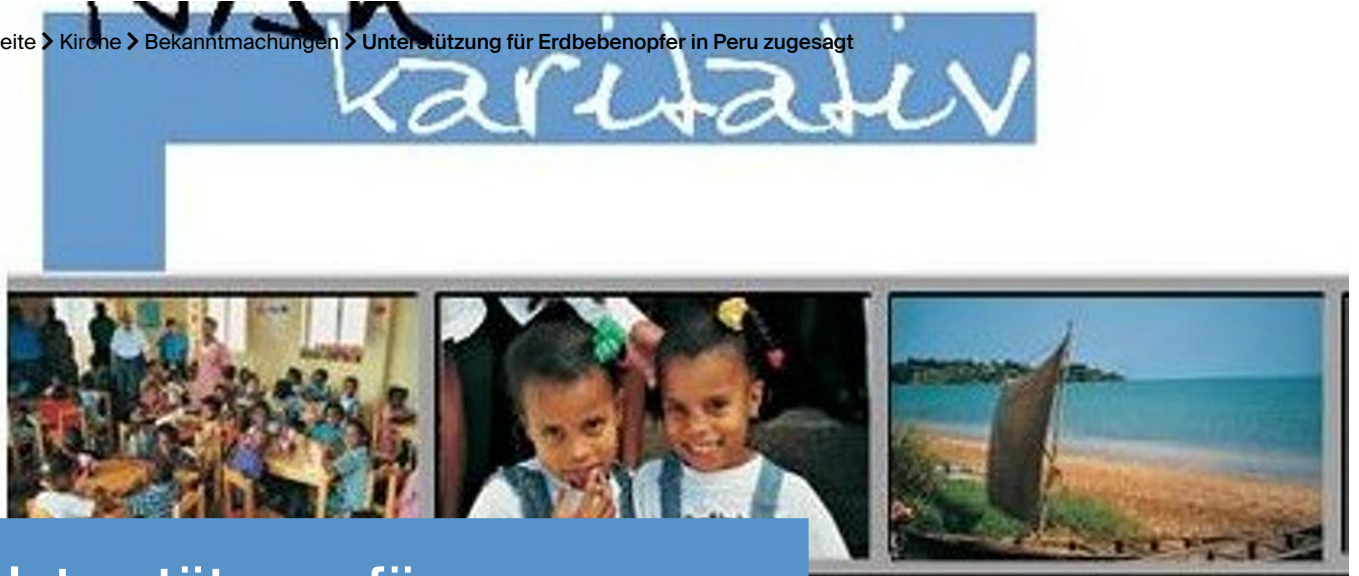 eite > Kirche > Bekanntmachungen > Unterstützung für Erdbebenopfer in Peru zugesagt
karitativ